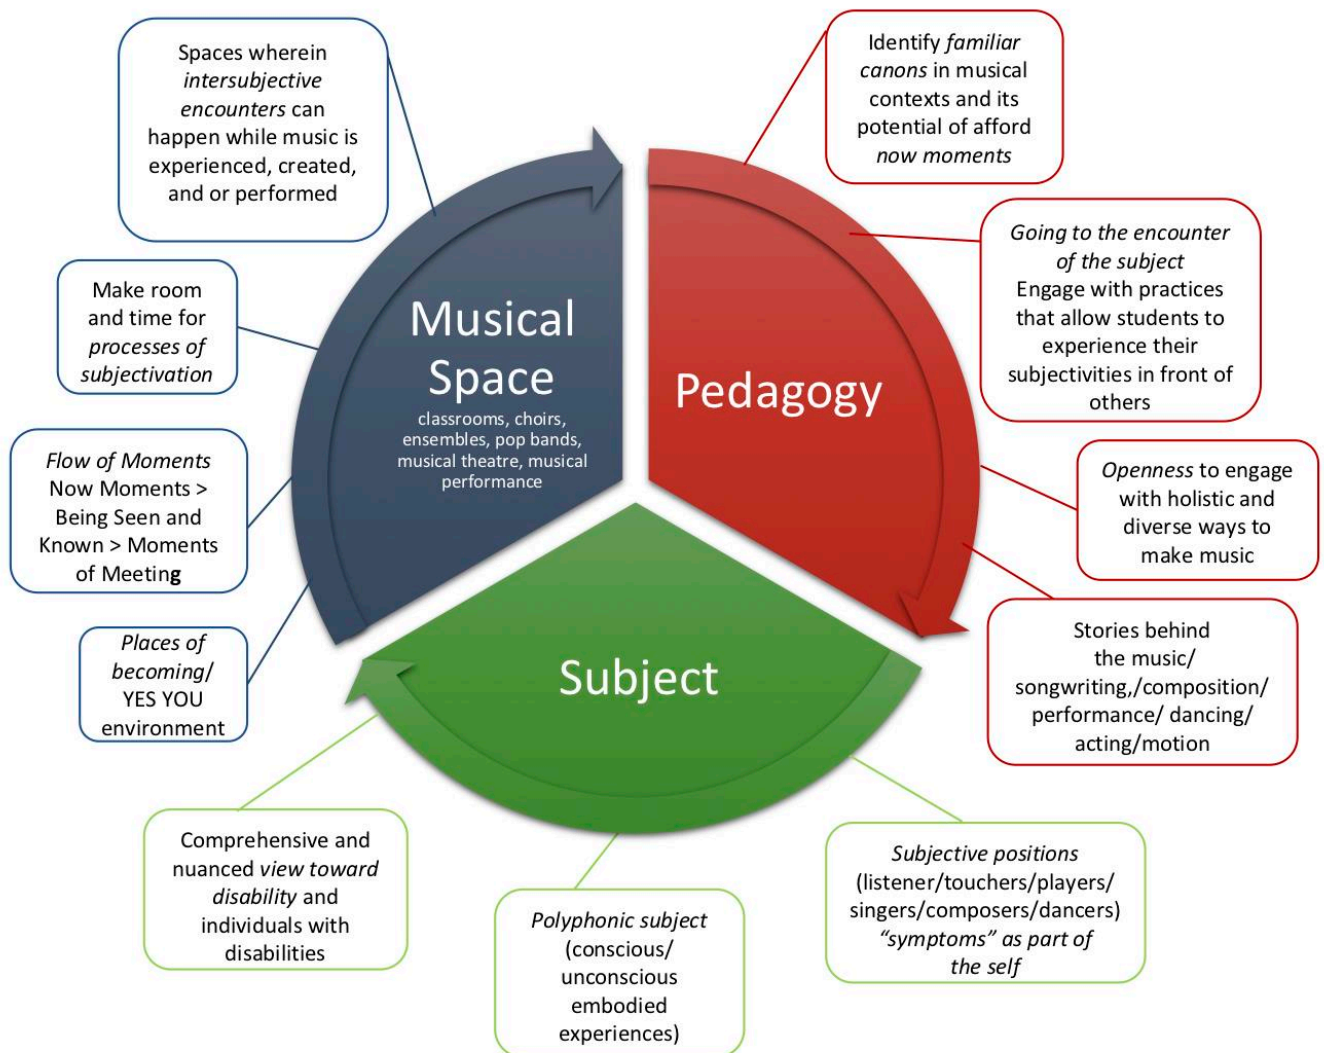 Spaces wherein
intersubjective
encounters can
happen while music is
experienced, created,
and or performed
Make room
and time for
processes of
subjectivation
Flow of Moments
Now Moments >
Being Seen and
Known > Moments
of Meeting
Places of
becoming/
YES YOU
environment
Musical
Space
classrooms, choirs,
ensembles, pop bands,
musical theatre, musical
performance
Pedagogy
Identify familiar
canons in musical
contexts and its
potential of afford
now moments
Going to the encounter
of the subject
Engage with practices
that allow students to
experience their
subjectivities in front of
others
Openness to engage
with holistic and
diverse ways to
make music
Stories behind
the music/
songwriting,/composition/
performance/ dancing/
acting/motion
Subject
Comprehensive and
nuanced view toward
disability and
individuals with
disabilities
Polyphonic subject
(conscious/
unconscious
embodied
experiences)
Subjective positions
(listener/touchers/players/
singers/composers/dancers)
“symptoms” as part of
the self